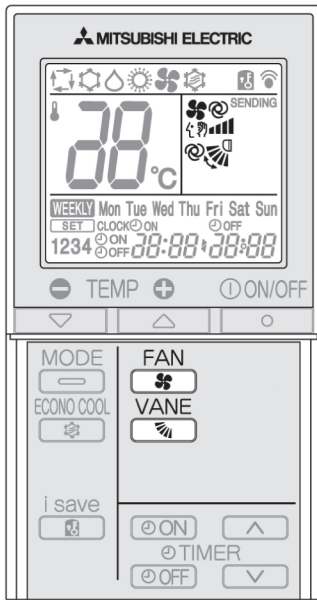 MITSUBISHI ELECTRIC
SENDING
88°C
WEEKLY Mon Tue Wed Thu Fri Sat Sun
SET CLOCK ON OFF
1234 ON OFF 88:88 88:88
TEMP ON/OFF
MODE FAN
ECONO COOL VANE
i save
ON
TIMER
OFF